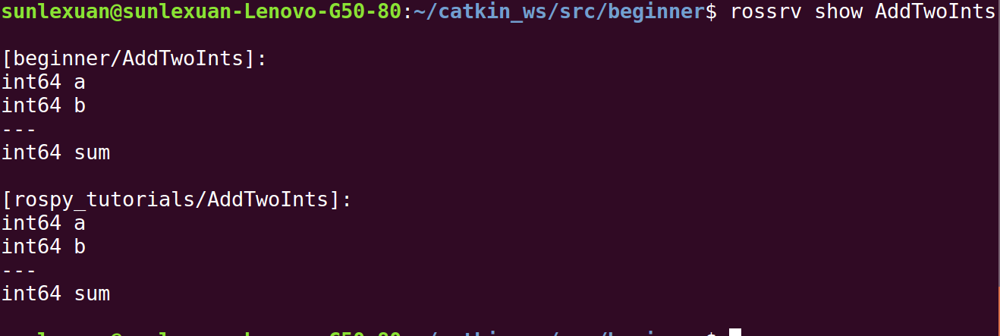 sunlexuan@sunlexuan-Lenovo-G50-80:~/catkin_ws/src/beginner$ rossrv show AddTwoInts
[beginner/AddTwoInts]:
int64 a
int64 b
---
int64 sum
[rospy_tutorials/AddTwoInts]:
int64 a
int64 b
---
int64 sum